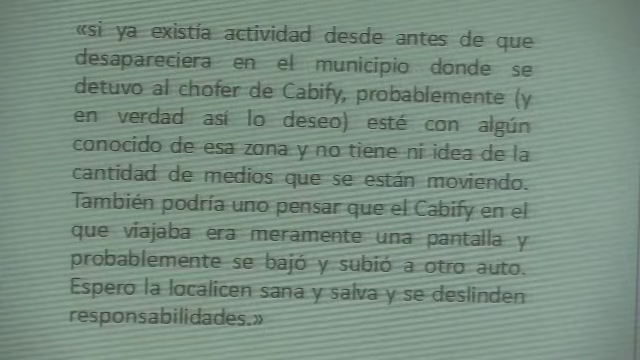 «si ya existía actividad desde antes de que
desapareciera en el municipio donde se
detuvo al chofer de Cabify, probablemente (y
en verdad así lo deseo) esté con algún
conocido de esa zona y no tiene ni idea de la
cantidad de medios que se están moviendo.
También podría uno pensar que el Cabify en el
que viajaba era meramente una pantalla y
probablemente se bajó y subió a otro auto.
Espero la localicen sana y salva y se deslinden
responsabilidades.»